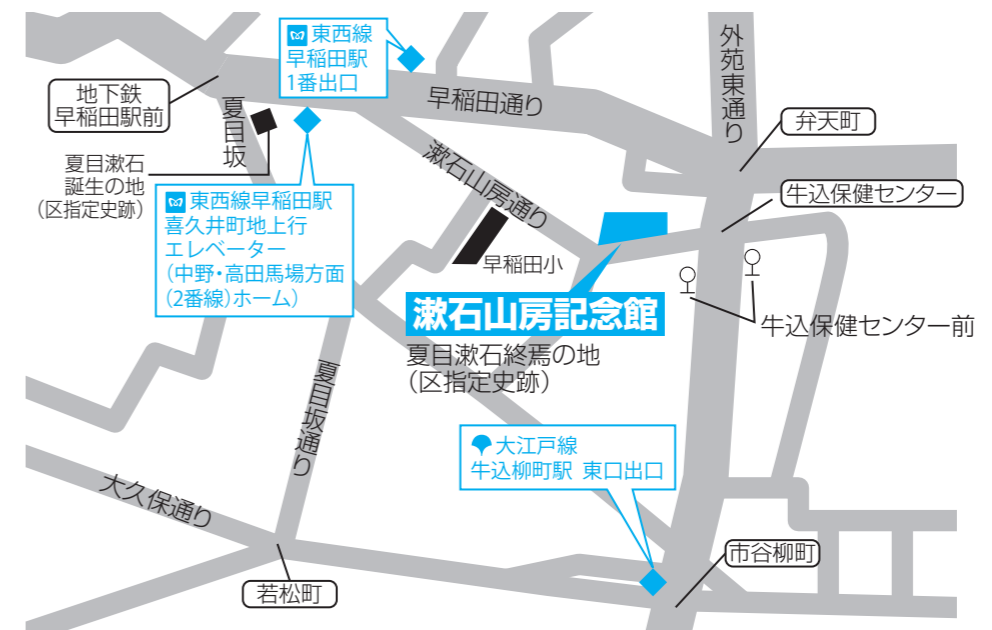 東西線
早稲田駅
1番出口
外苑東通り
地下鉄
早稲田駅前
夏目坂
早稲田通り
弁天町
夏目漱石
誕生の地
(区指定史跡)
漱石山房通り
東西線早稲田駅
喜久井町地上行
エレベーター
(中野・高田馬場方面
(2番線)ホーム)
牛込保健センター
早稲田小
漱石山房記念館
牛込保健センター前
夏目漱石終焉の地
(区指定史跡)
夏目坂通り
大江戸線
牛込柳町駅 東口出口
大久保通り
市谷柳町
若松町